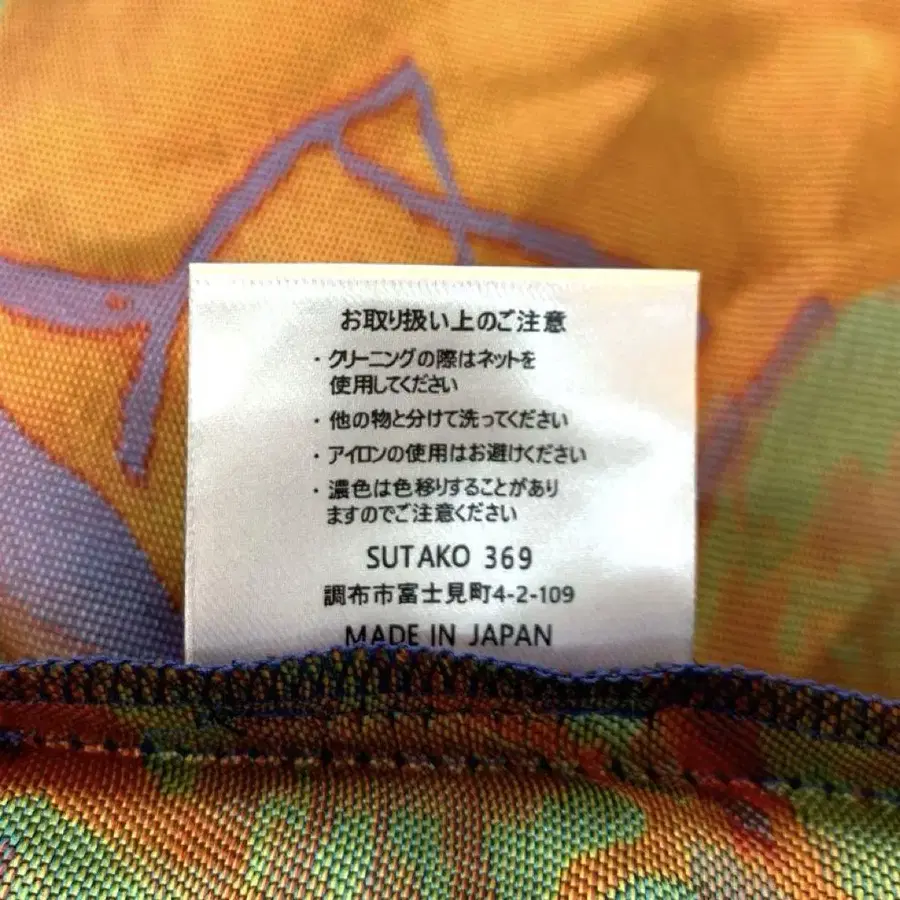 お取り扱い上のご注意
・クリーニングの際はネットを
使用してください
・他の物と分けて洗ってください
・アイロンの使用はお避けください
・濃色は色移りすることがあり
ますのでご注意ください
SUTAKO 369
調布市富士見町4-2-109
MADE IN JAPAN